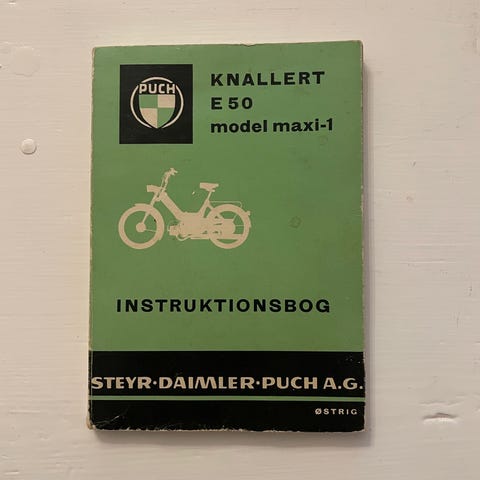 PUCH
KNALLERT
E 50
model maxi-1
INSTRUKTIONSBOG
STEYR·DAIMLER·PUCH A.G.
ØSTRIG